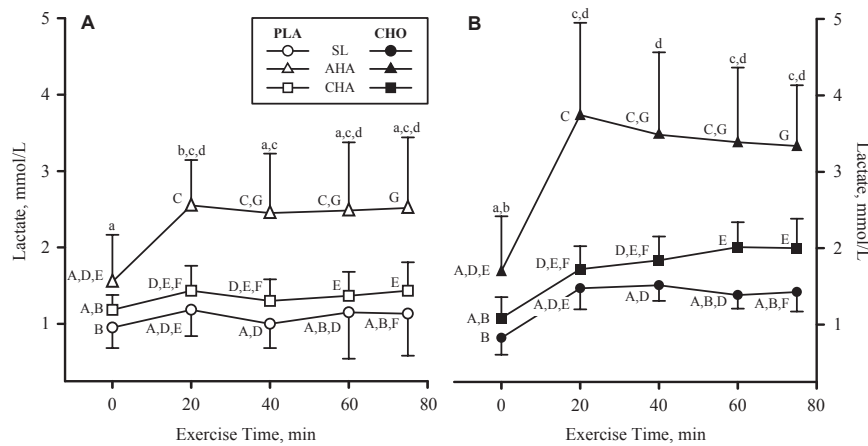 A
PLA CHO
SL
AHA
CHA
5
4
3
2
1
Lactate, mmol/L
a
b,c,d
a,c
a,c,d
a,c,d
C
C,G
C,G
G
A,D,E
D,E,F
D,E,F
E
E
A,B
B
A,D,E
A,D
A,B,D
A,B,F
0 20 40 60 80
Exercise Time, min
B
c,d
d
c,d
c,d
C
C,G
C,G
G
a,b
A,D,E
D,E,F
D,E,F
E
E
A,B
B
A,D,E
A,D
A,B,D
A,B,F
5
4
3
2
1
Lactate, mmol/L
0 20 40 60 80
Exercise Time, min